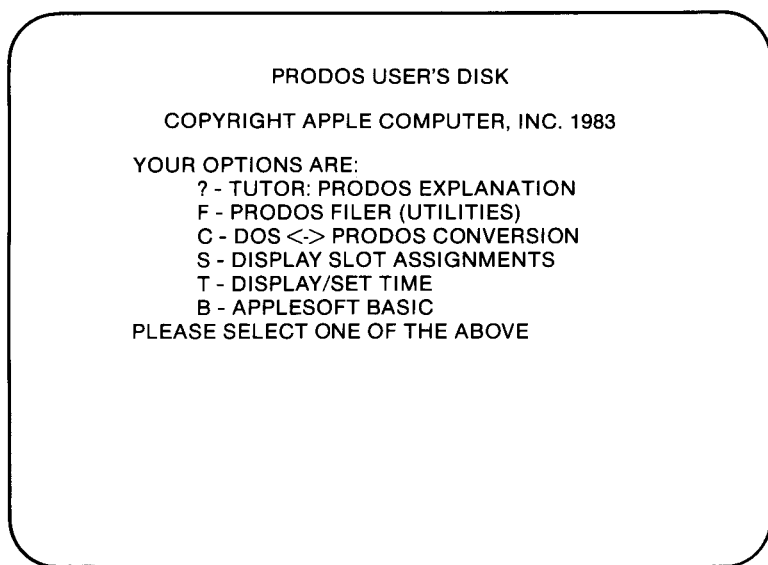 PRODOS USER'S DISK
COPYRIGHT APPLE COMPUTER, INC. 1983
YOUR OPTIONS ARE:
? - TUTOR: PRODOS EXPLANATION
F - PRODOS FILER (UTILITIES)
C - DOS <-> PRODOS CONVERSION
S - DISPLAY SLOT ASSIGNMENTS
T - DISPLAY/SET TIME
B - APPLESOFT BASIC
PLEASE SELECT ONE OF THE ABOVE